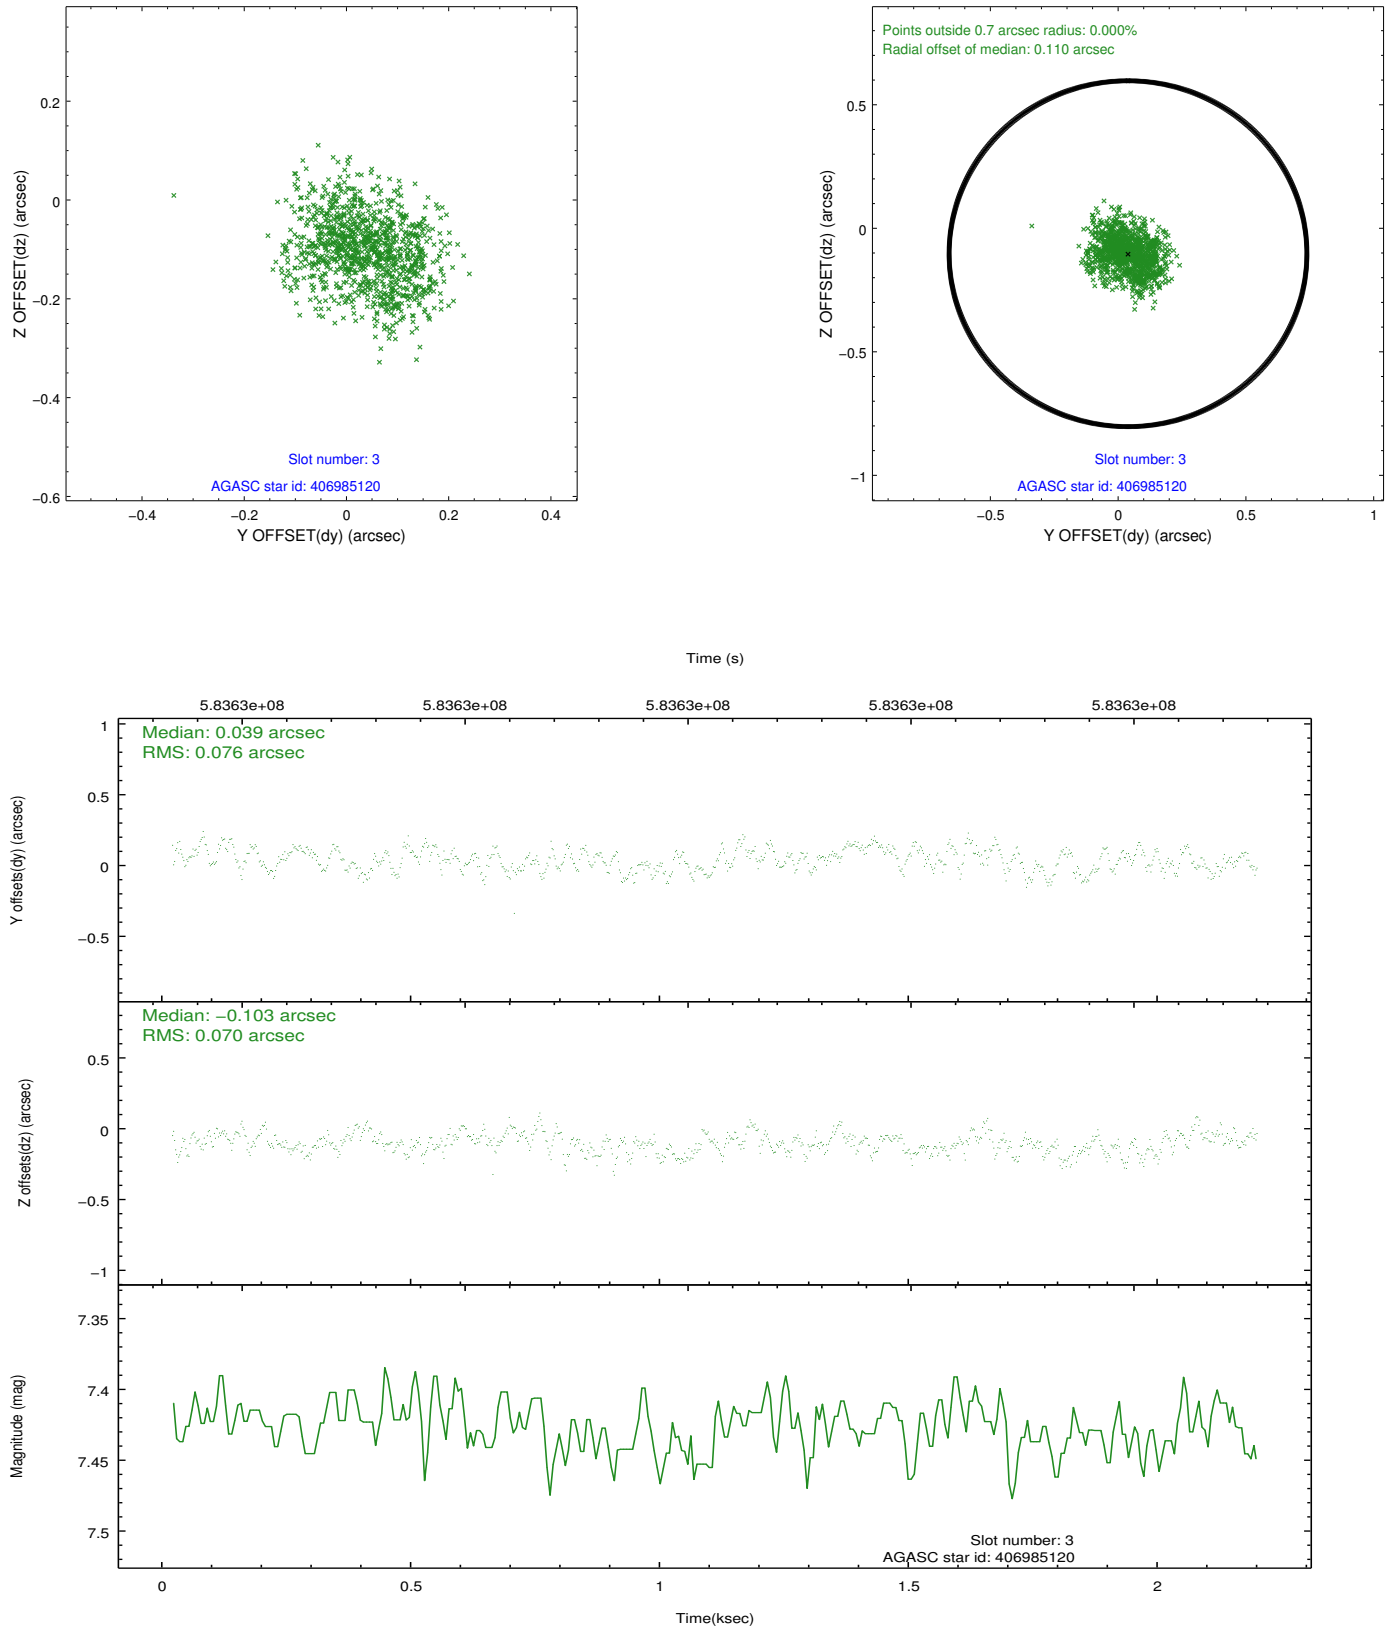 0.2
0
−0.2
−0.4
−0.6
Z OFFSET(dz) (arcsec)
Slot number: 3
AGASC star id: 406985120
−0.4
−0.2
0
0.2
0.4
Y OFFSET(dy) (arcsec)
Points outside 0.7 arcsec radius: 0.000%
Radial offset of median: 0.110 arcsec
0.5
0
−0.5
−1
Z OFFSET(dz) (arcsec)
Slot number: 3
AGASC star id: 406985120
−0.5
0
0.5
1
Y OFFSET(dy) (arcsec)
Time (s)
5.8363e+08
5.8363e+08
5.8363e+08
5.8363e+08
5.8363e+08
Median: 0.039 arcsec
RMS: 0.076 arcsec
1
0.5
0
−0.5
Y offsets(dy) (arcsec)
Median: −0.103 arcsec
RMS: 0.070 arcsec
0.5
0
−0.5
−1
Z offsets(dz) (arcsec)
7.35
7.4
7.45
7.5
Magnitude (mag)
Slot number: 3
AGASC star id: 406985120
0
0.5
1
1.5
2
Time(ksec)